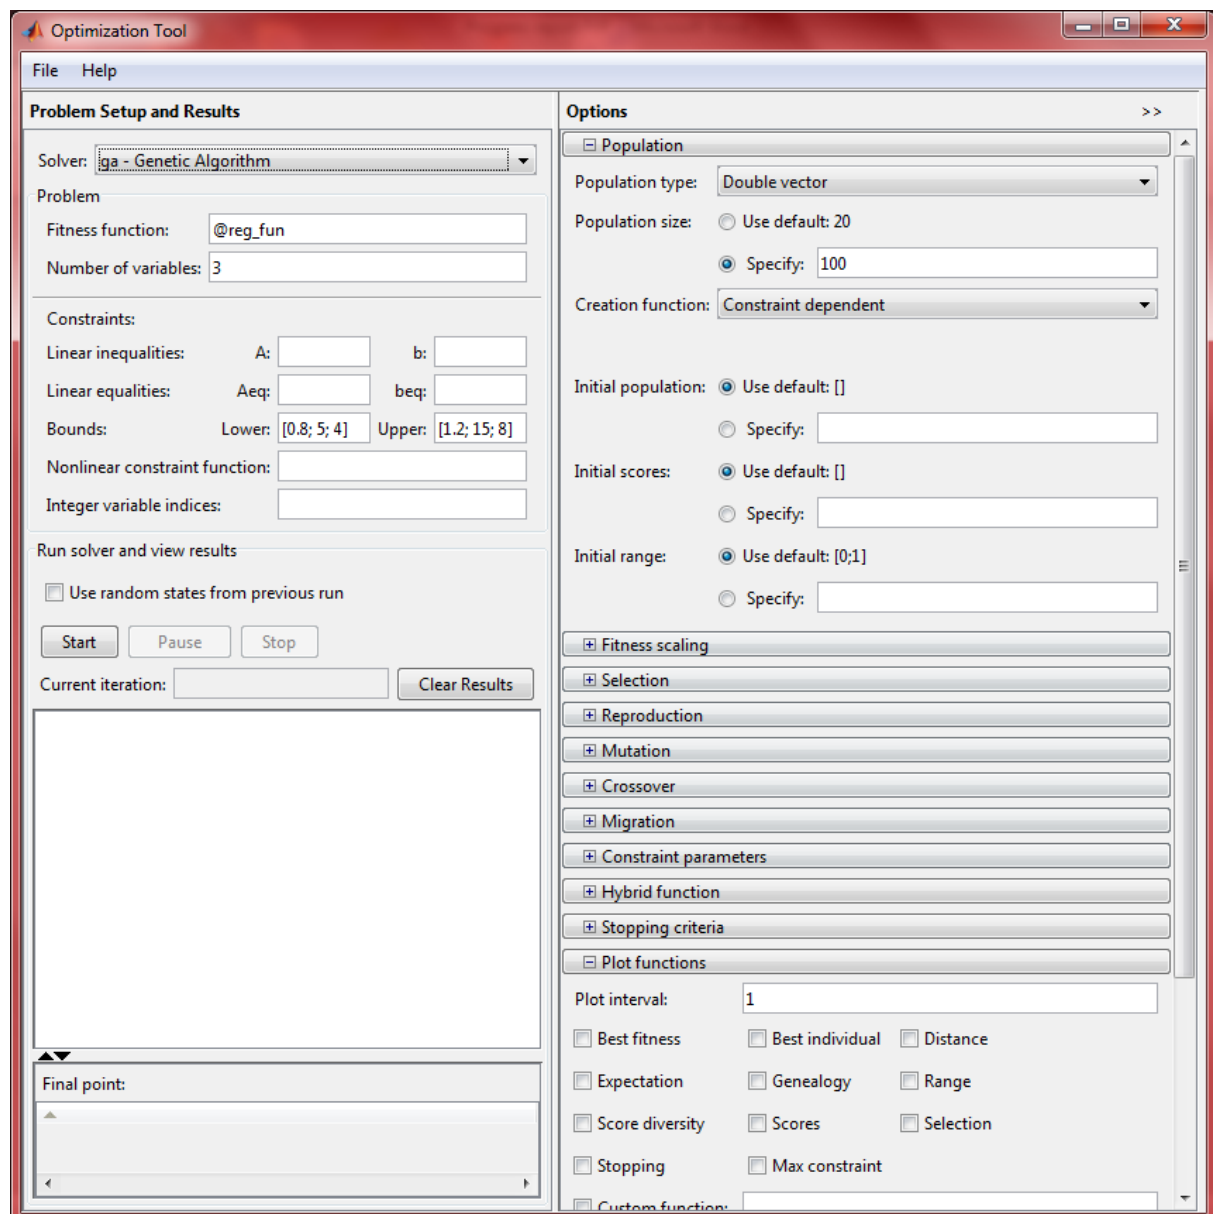 Optimization Tool
File Help
Problem Setup and Results
Solver: ga - Genetic Algorithm
Problem
Fitness function: @reg_fun
Number of variables: 3
Constraints:
Linear inequalities: A: b:
Linear equalities: Aeq: beq:
Bounds: Lower: [0.8; 5; 4] Upper: [1.2; 15; 8]
Nonlinear constraint function:
Integer variable indices:
Run solver and view results
Use random states from previous run
Start Pause Stop
Current iteration: Clear Results
Final point:
Options >>
Population
Population type: Double vector
Population size: Use default: 20
Specify: 100
Creation function: Constraint dependent
Initial population: Use default: []
Specify:
Initial scores: Use default: []
Specify:
Initial range: Use default: [0;1]
Specify:
Fitness scaling
Selection
Reproduction
Mutation
Crossover
Migration
Constraint parameters
Hybrid function
Stopping criteria
Plot functions
Plot interval: 1
Best fitness Best individual Distance
Expectation Genealogy Range
Score diversity Scores Selection
Stopping Max constraint
Custom function: